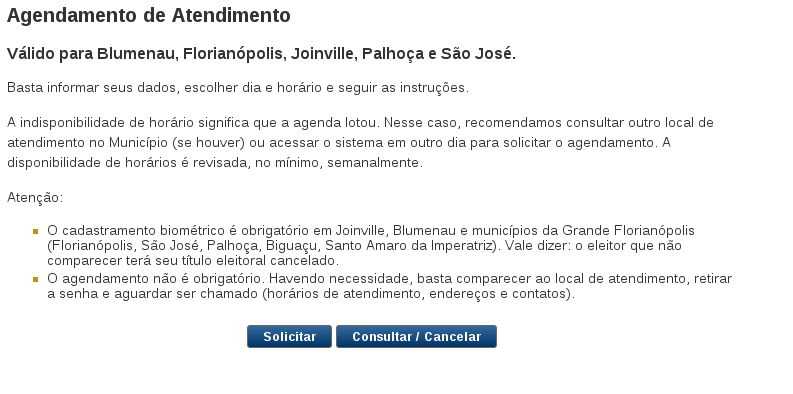 Agendamento de Atendimento
Válido para Blumenau, Florianópolis, Joinville, Palhoça e São José.
Basta informar seus dados, escolher dia e horário e seguir as instruções.
A indisponibilidade de horário significa que a agenda lotou. Nesse caso, recomendamos consultar outro local de
atendimento no Município (se houver) ou acessar o sistema em outro dia para solicitar o agendamento. A
disponibilidade de horários é revisada, no mínimo, semanalmente.
Atenção:
O cadastramento biométrico é obrigatório em Joinville, Blumenau e municípios da Grande Florianópolis
(Florianópolis, São José, Palhoça, Biguaçu, Santo Amaro da Imperatriz). Vale dizer: o eleitor que não
comparecer terá seu título eleitoral cancelado.
O agendamento não é obrigatório. Havendo necessidade, basta comparecer ao local de atendimento, retirar
a senha e aguardar ser chamado (horários de atendimento, endereços e contatos).
Solicitar
Consultar / Cancelar